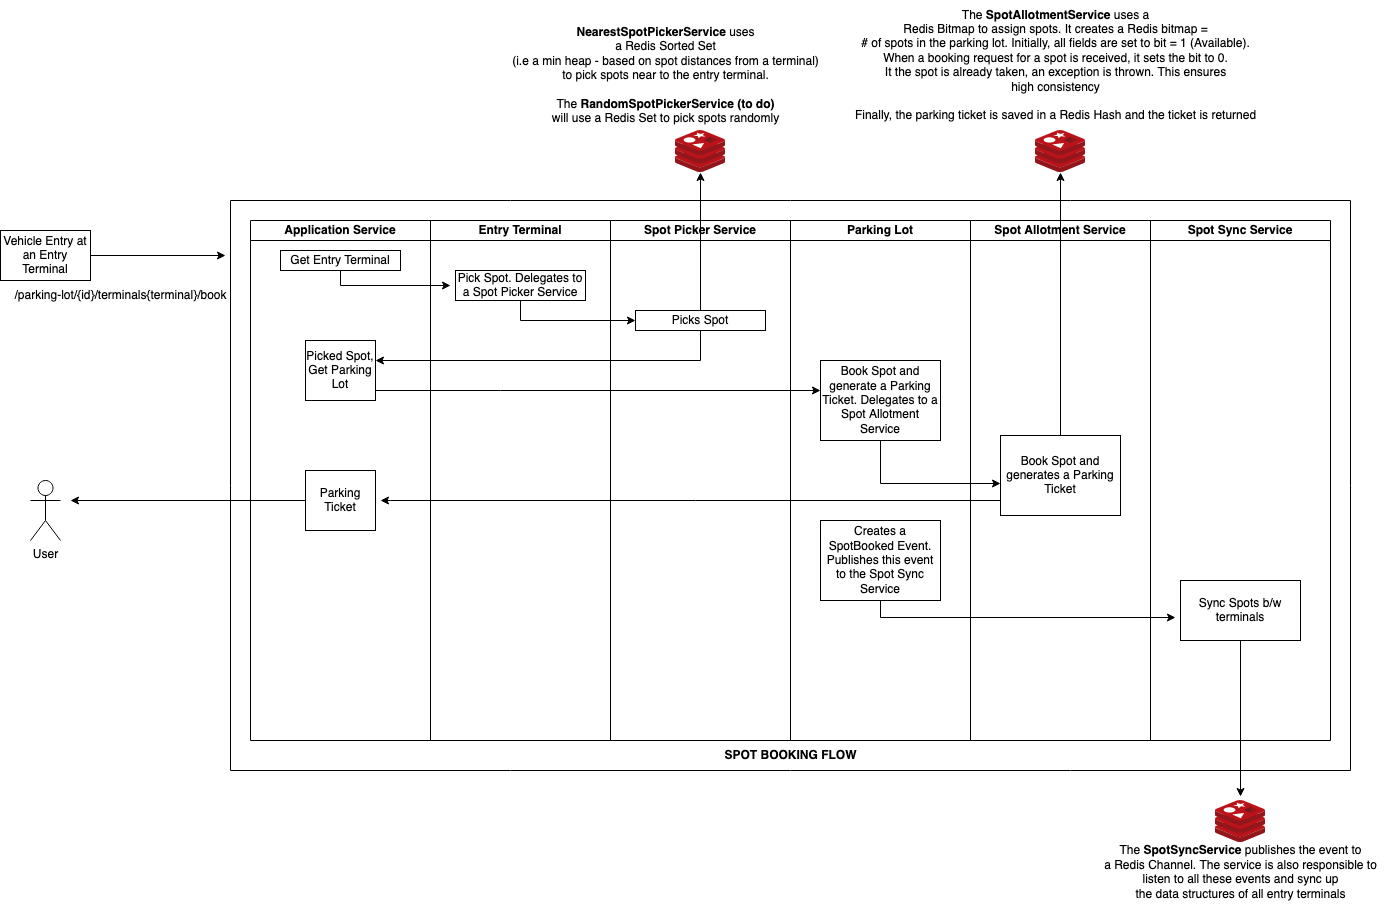 NearestSpotPickerService uses
a Redis Sorted Set
(i.e a min heap - based on spot distances from a terminal)
to pick spots near to the entry terminal.
The RandomSpotPickerService (to do)
will use a Redis Set to pick spots randomly
The SpotAllotmentService uses a
Redis Bitmap to assign spots. It creates a Redis bitmap =
# of spots in the parking lot. Initially, all fields are set to bit = 1 (Available).
When a booking request for a spot is received, it sets the bit to 0.
It the spot is already taken, an exception is thrown. This ensures
high consistency
Finally, the parking ticket is saved in a Redis Hash and the ticket is returned
Vehicle Entry at
an Entry
Terminal
/parking-lot/{id}/terminals{terminal}/book
Application Service
Entry Terminal
Spot Picker Service
Parking Lot
Spot Allotment Service
Spot Sync Service
Get Entry Terminal
Pick Spot. Delegates to
a Spot Picker Service
Picks Spot
Picked Spot,
Get Parking
Lot
Book Spot and
generate a Parking
Ticket. Delegates to a
Spot Allotment
Service
Book Spot and
generates a Parking
Ticket
Parking
Ticket
User
Creates a
SpotBooked Event.
Publishes this event
to the Spot Sync
Service
Sync Spots b/w
terminals
SPOT BOOKING FLOW
The SpotSyncService publishes the event to
a Redis Channel. The service is also responsible to
listen to all these events and sync up
the data structures of all entry terminals